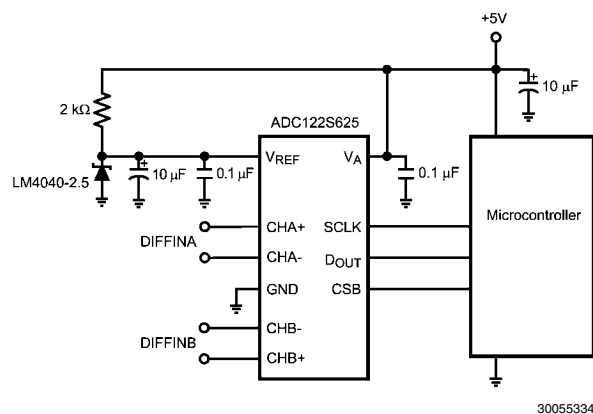 +5V
10 µF
+
2 kΩ
ADC122S625
VREF
VA
+
10 µF
0.1 µF
0.1 µF
LM4040-2.5
Microcontroller
CHA+
SCLK
DIFFINA
CHA-
DOUT
GND
CSB
CHB-
DIFFINB
CHB+
30055334